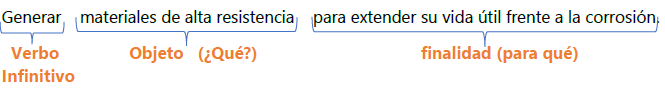 Generar materiales de alta resistencia para extender su vida útil frente a la corrosión
Verbo Objeto (¿Qué?) finalidad (para qué)
Infinitivo